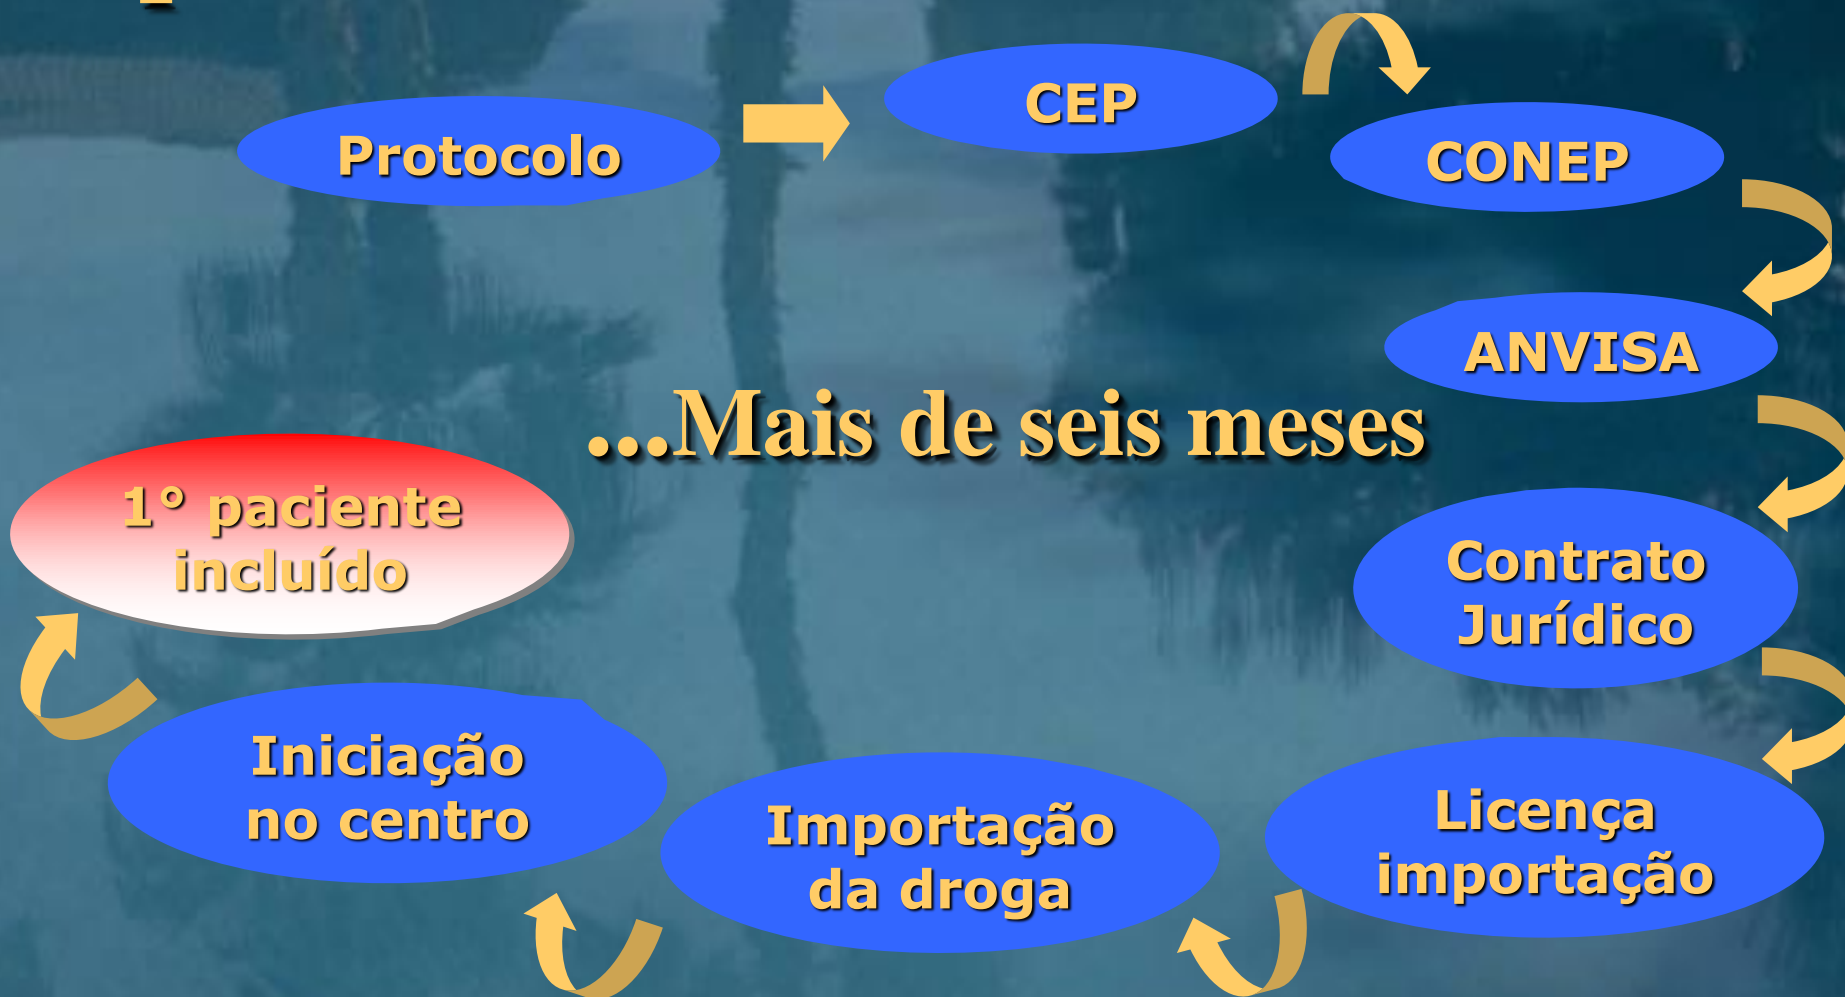 Protocolo
CEP
CONEP
ANVISA
...Mais de seis meses
Contrato
Jurídico
Licença
importação
Importação
da droga
Iniciação
no centro
1° paciente
incluído